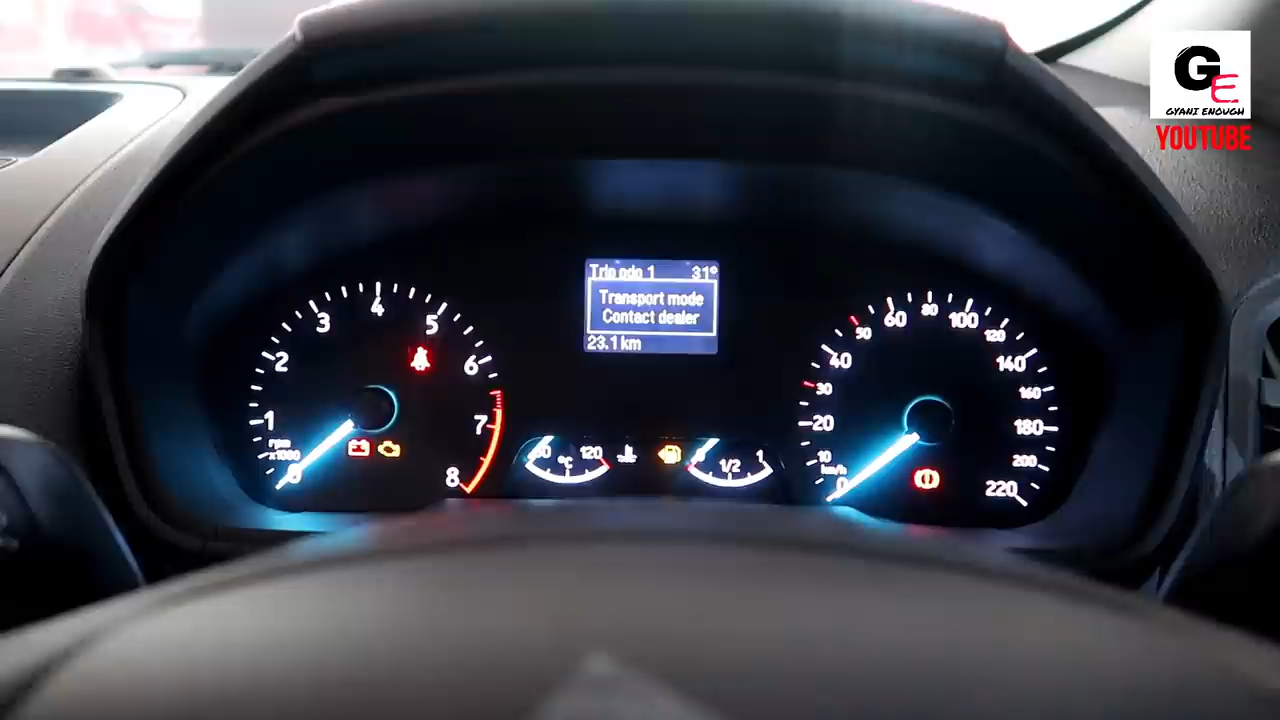 GE
GYANI ENOUGH
YOUTUBE
Trip odo 1 31°
Transport mode
Contact dealer
23.1 km
0 1 2 3 4 5 6 7 8
rpm
x1000
60 °C 120
1/2 1
0 10 20 30 40 50 60 80 100 120 140 160 180 200 220
km/h